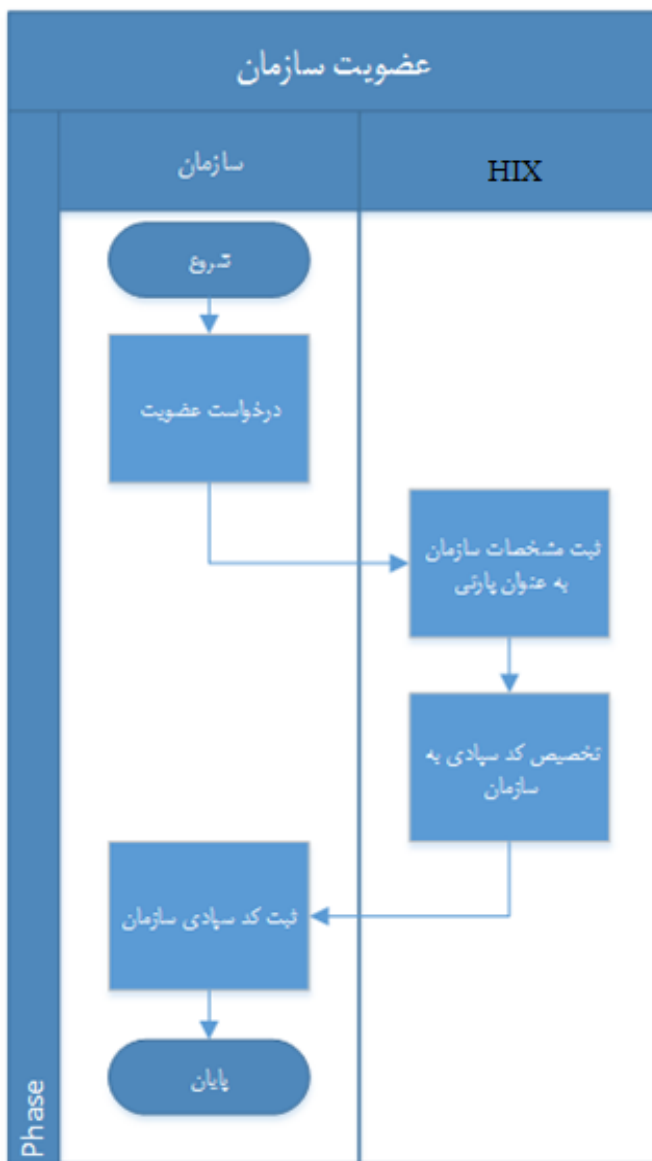 عضویت سازمان
سازمان
HIX
شروع
درخواست عضویت
ثبت مشخصات سازمان
به عنوان پارتی
تخصیص کد سپادی به
سازمان
ثبت کد سپادی سازمان
پایان
Phase